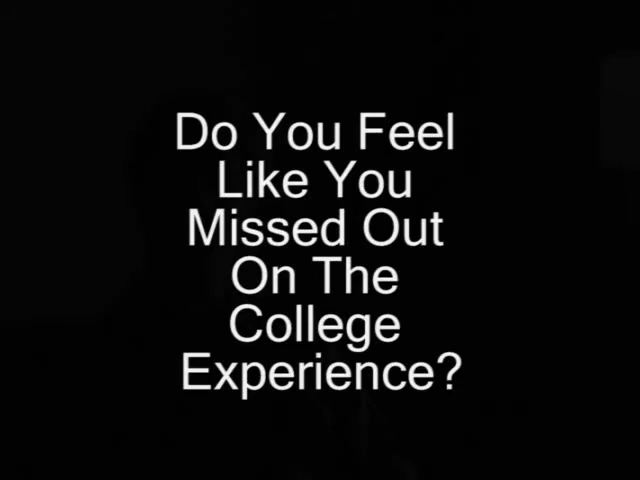 Do You Feel
Like You
Missed Out
On The
College
Experience?